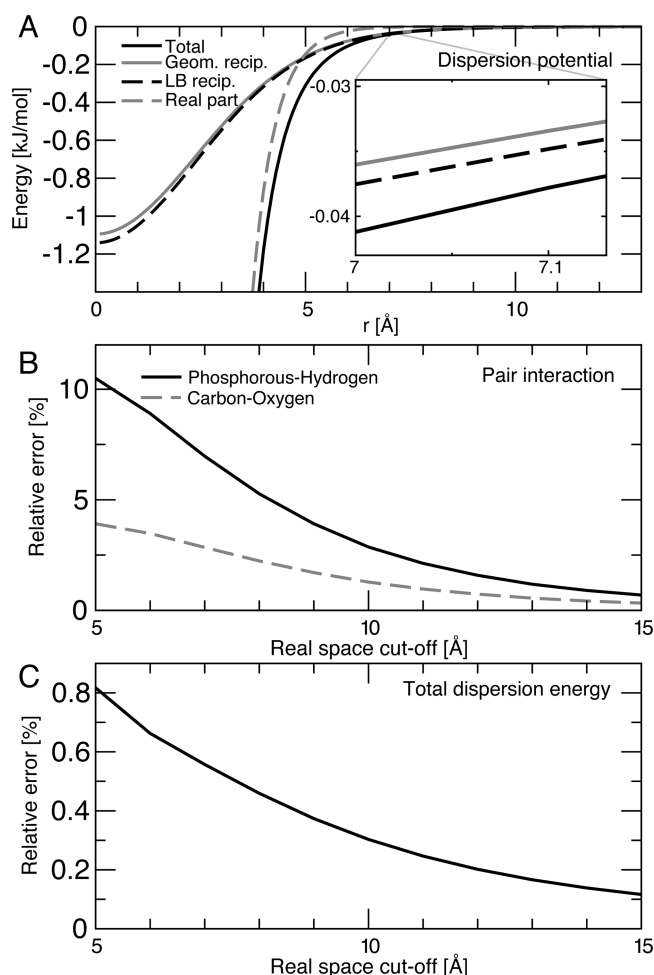 A
Energy [kJ/mol]
0
-0.2
-0.4
-0.6
-0.8
-1
-1.2
Total
Geom. recip.
LB recip.
Real part
Dispersion potential
-0.03
-0.04
7
7.1
0
5
10
r [Å]
B
Relative error [%]
10
5
0
Phosphorous-Hydrogen
Carbon-Oxygen
Pair interaction
5
10
15
Real space cut-off [Å]
C
Relative error [%]
0.8
0.6
0.4
0.2
0
Total dispersion energy
5
10
15
Real space cut-off [Å]